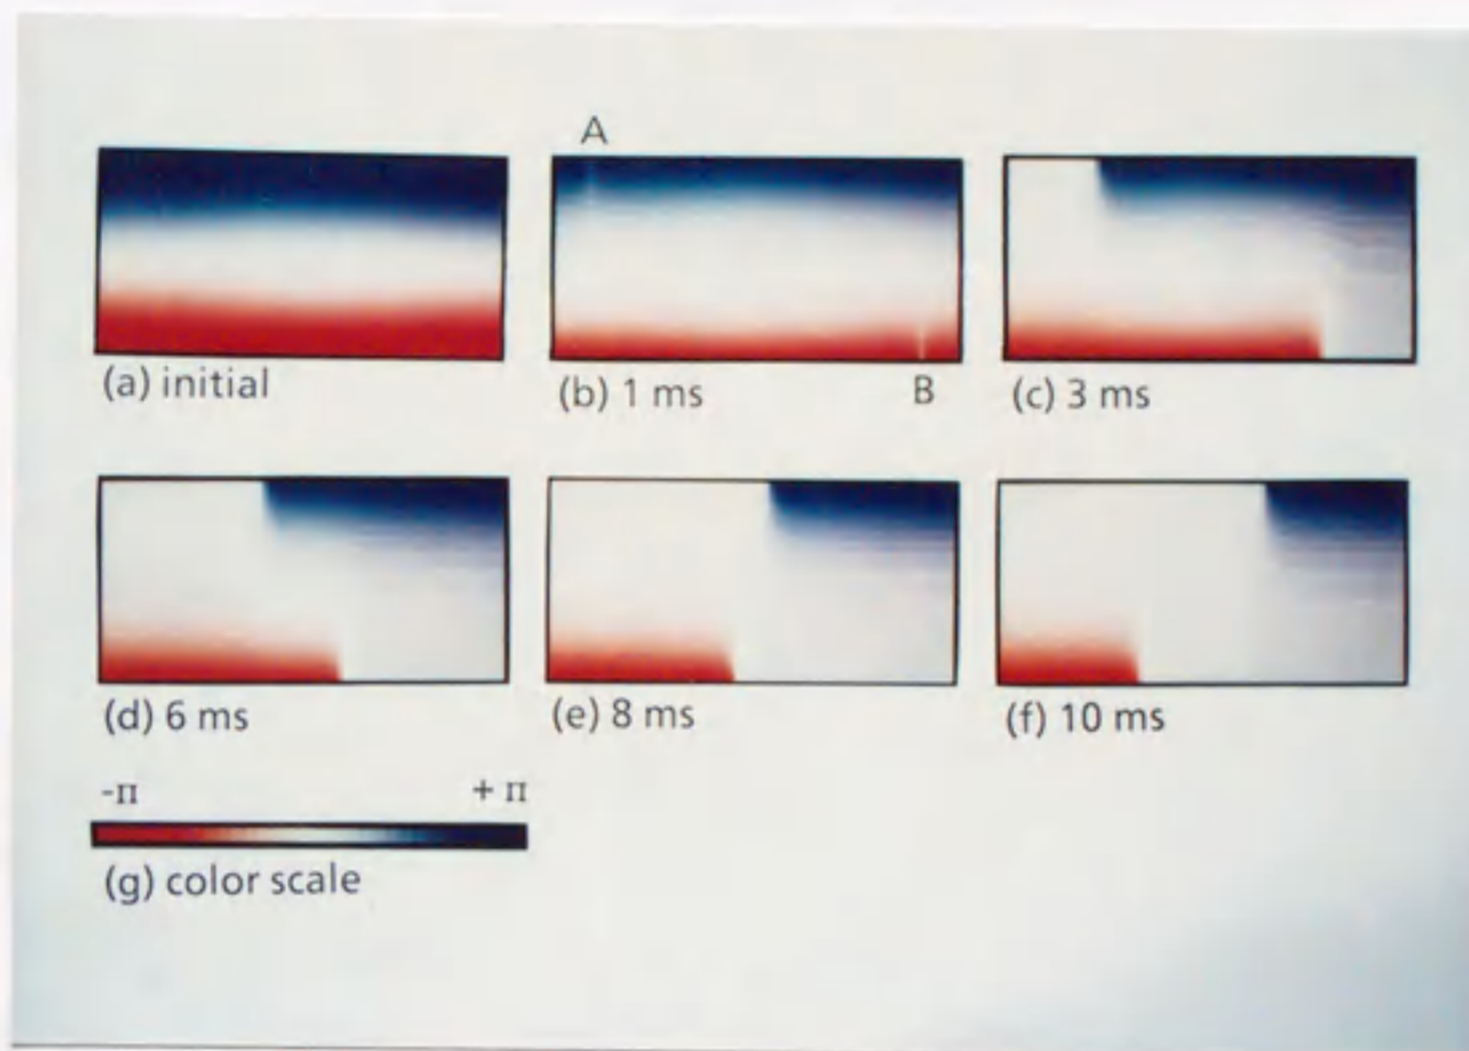 A
(a) initial
(b) 1 ms
B
(c) 3 ms
(d) 6 ms
(e) 8 ms
(f) 10 ms
-π
+ π
(g) color scale